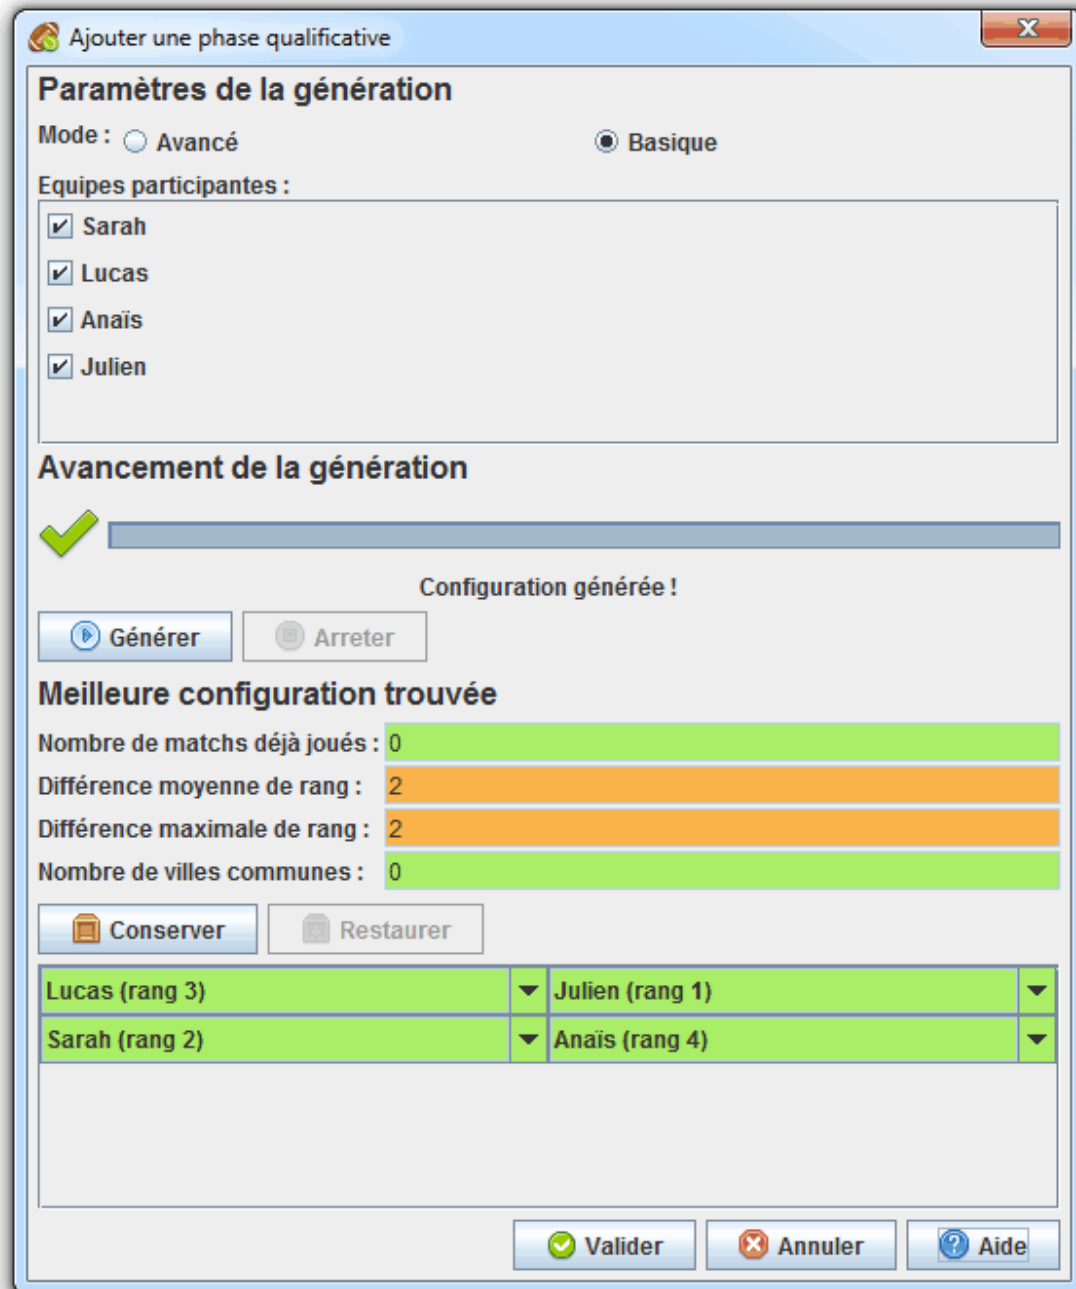 Ajouter une phase qualificative
Paramètres de la génération
Mode : Avancé Basique
Equipes participantes :
Sarah
Lucas
Anaïs
Julien
Avancement de la génération
Configuration générée !
Générer Arreter
Meilleure configuration trouvée
Nombre de matchs déjà joués : 0
Différence moyenne de rang : 2
Différence maximale de rang : 2
Nombre de villes communes : 0
Conserver Restaurer
Lucas (rang 3) Julien (rang 1)
Sarah (rang 2) Anaïs (rang 4)
Valider Annuler Aide